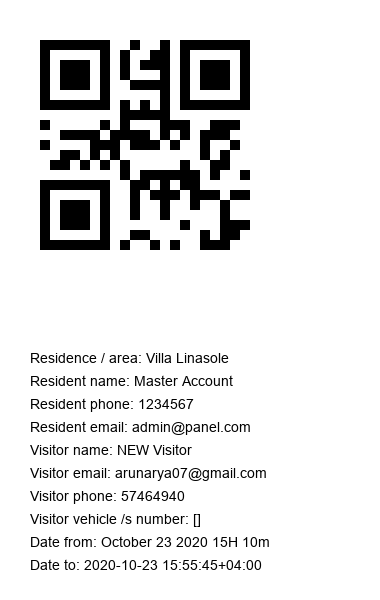 Residence / area: Villa Linasole
Resident name: Master Account
Resident phone: 1234567
Resident email: admin@panel.com
Visitor name: NEW Visitor
Visitor email: arunarya07@gmail.com
Visitor phone: 57464940
Visitor vehicle /s number: []
Date from: October 23 2020 15H 10m
Date to: 2020-10-23 15:55:45+04:00